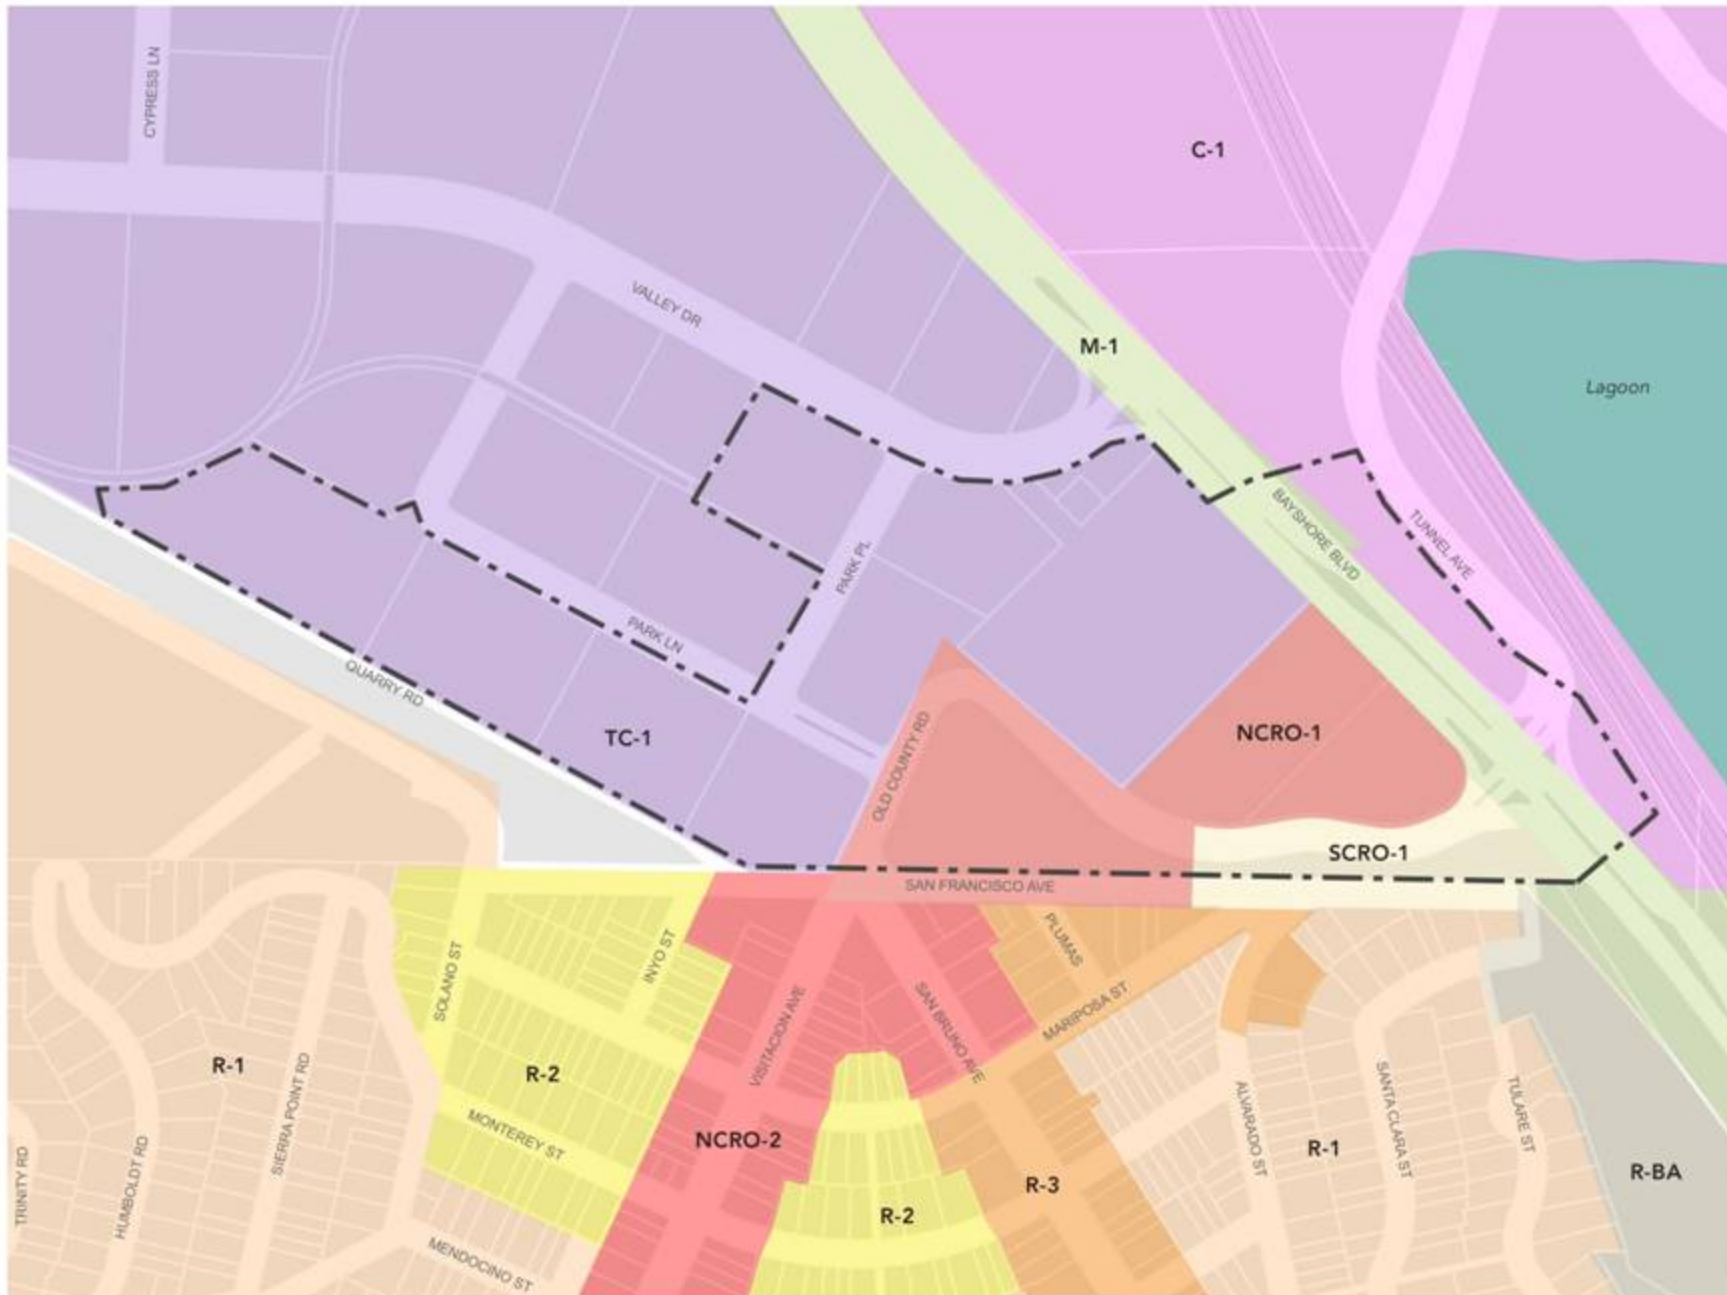 CYPRESS LN
C-1
VALLEY DR
M-1
Lagoon
BAYSHORE BLVD
TUNNEL AVE
PARK PL
PARK LN
QUARRY RD
TC-1
OLD COUNTY RD
NCRO-1
SCRO-1
SAN FRANCISCO AVE
PLUMAS
INYO ST
SOLANO ST
VISITACION AVE
SAN BRUNO AVE
MARIPOSA ST
R-1
R-2
SIERRA POINT RD
MONTEREY ST
NCRO-2
HUMBOLDT RD
TRINITY RD
R-2
R-3
ALVARADO ST
R-1
SANTA CLARA ST
TULARE ST
R-BA
MENDOCINO ST